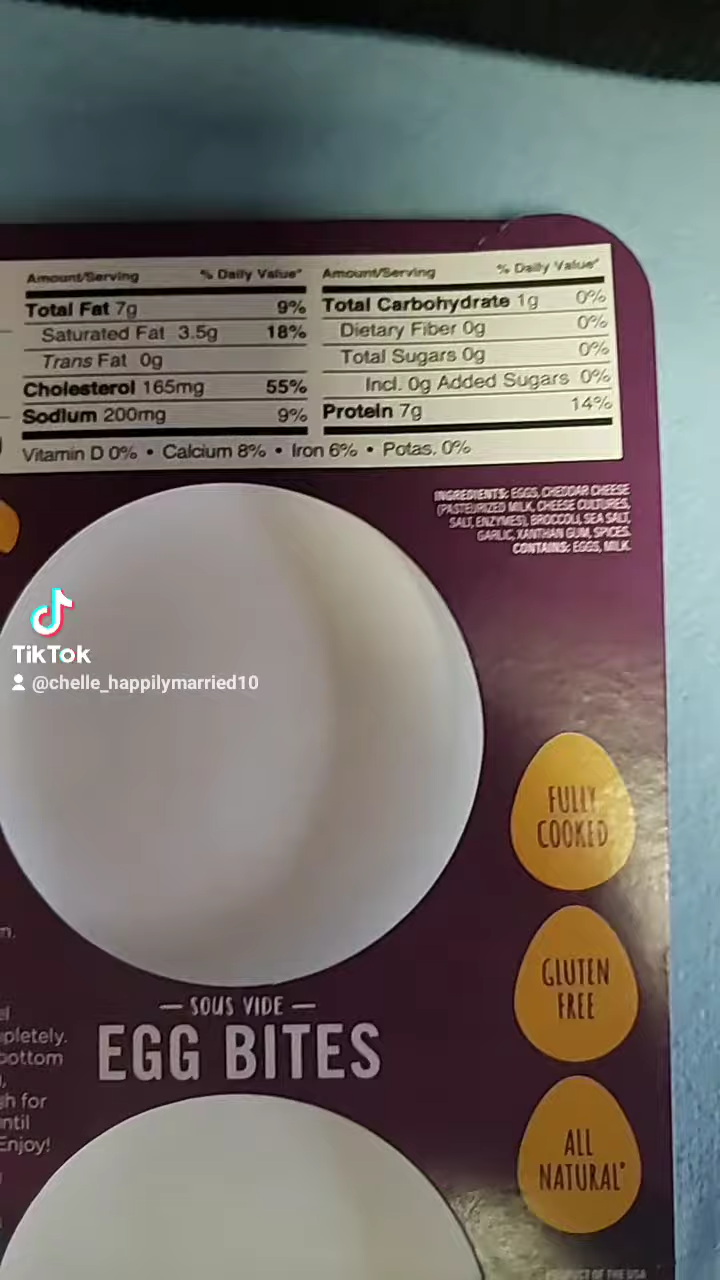 Amount/Serving % Daily Value*
Total Fat 7g 9%
Saturated Fat 3.5g 18%
Trans Fat 0g
Cholesterol 165mg 55%
Sodium 200mg 9%
Amount/Serving % Daily Value*
Total Carbohydrate 1g 0%
Dietary Fiber 0g 0%
Total Sugars 0g 0%
Incl. 0g Added Sugars 0%
Protein 7g 14%
Vitamin D 0% • Calcium 8% • Iron 6% • Potas. 0%
INGREDIENTS: EGGS, CHEDDAR CHEESE
(PASTEURIZED MILK, CHEESE CULTURES,
SALT, ENZYMES), BROCCOLI, SEA SALT,
GARLIC, XANTHAN GUM, SPICES.
CONTAINS: EGGS, MILK.
TikTok
@chelle_happilymarried10
FULLY
COOKED
GLUTEN
FREE
ALL
NATURAL*
— SOUS VIDE —
EGG BITES
pletely.
bottom
for
Enjoy!
OF THE USA